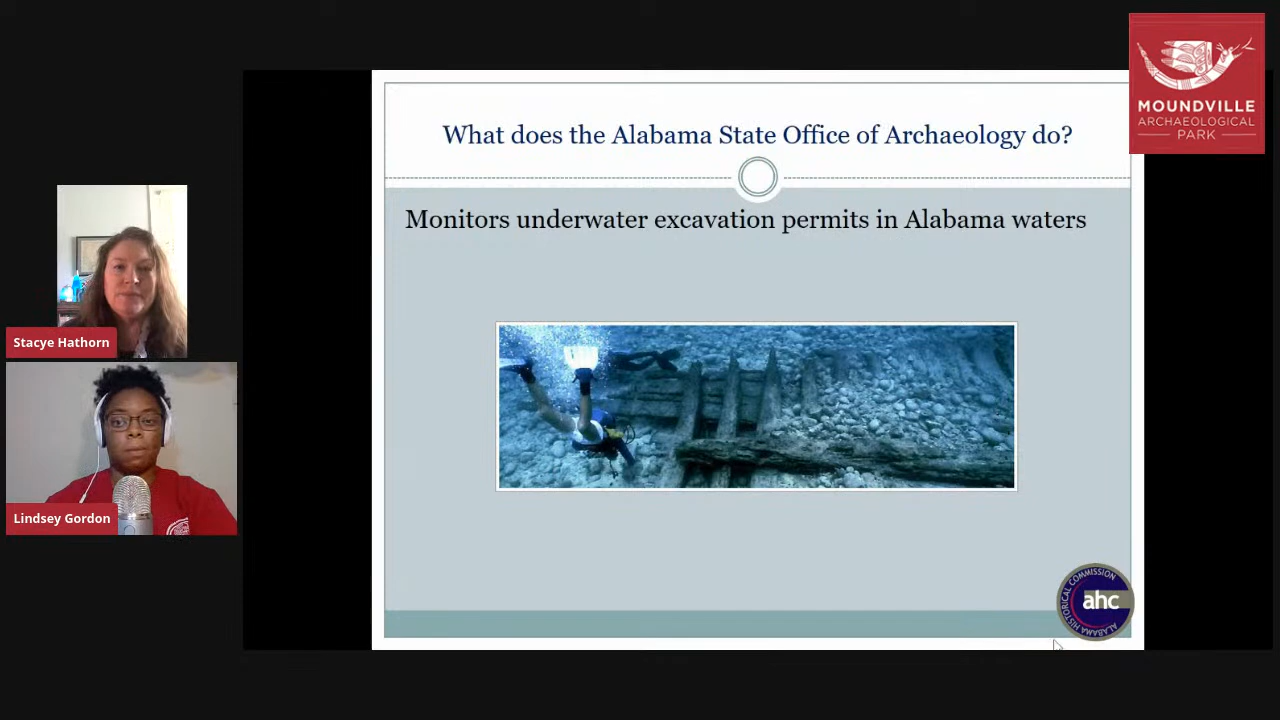 What does the Alabama State Office of Archaeology do?
Monitors underwater excavation permits in Alabama waters
MOUNDVILLE
ARCHAEOLOGICAL
PARK
Stacye Hathorn
Lindsey Gordon
ALABAMA HISTORICAL COMMISSION
ahc